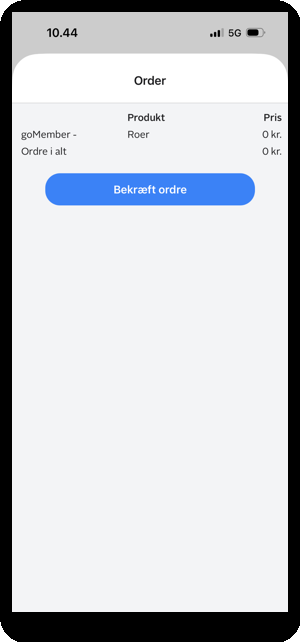 10.44 5G
Order
Produkt Pris
goMember - Roer 0 kr.
Ordre i alt 0 kr.
Bekræft ordre